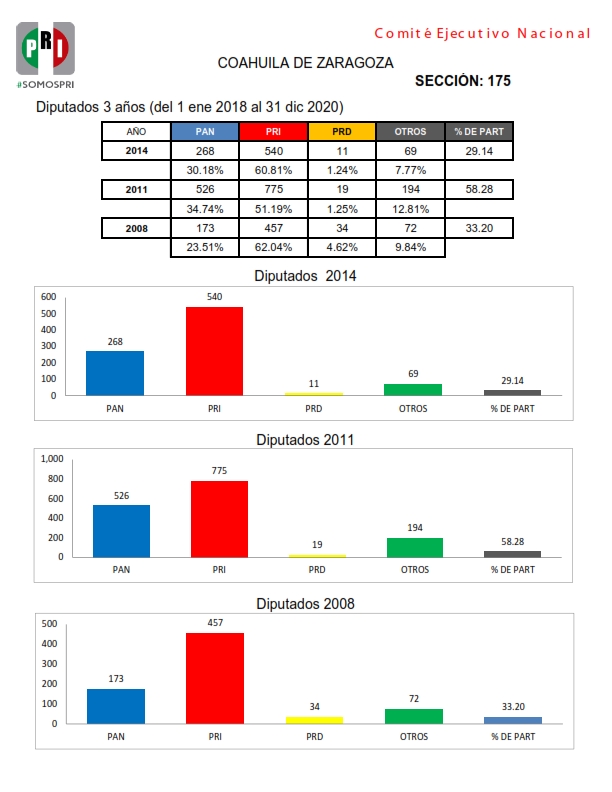 PRI
Comité Ejecutivo Nacional
#SOMOSPRI
COAHUILA DE ZARAGOZA
SECCIÓN: 175
Diputados 3 años (del 1 ene 2018 al 31 dic 2020)
AÑO PAN PRI PRD OTROS % DE PART
2014 268 540 11 69 29.14
30.18% 60.81% 1.24% 7.77%
2011 526 775 19 194 58.28
34.74% 51.19% 1.25% 12.81%
2008 173 457 34 72 33.20
23.51% 62.04% 4.62% 9.84%
Diputados  2014
600
500
400
300
200
100
0
268 540 11 69 29.14
PAN PRI PRD OTROS % DE PART
Diputados 2011
1,000
800
600
400
200
0
526 775 19 194 58.28
PAN PRI PRD OTROS % DE PART
Diputados 2008
500
400
300
200
100
0
173 457 34 72 33.20
PAN PRI PRD OTROS % DE PART